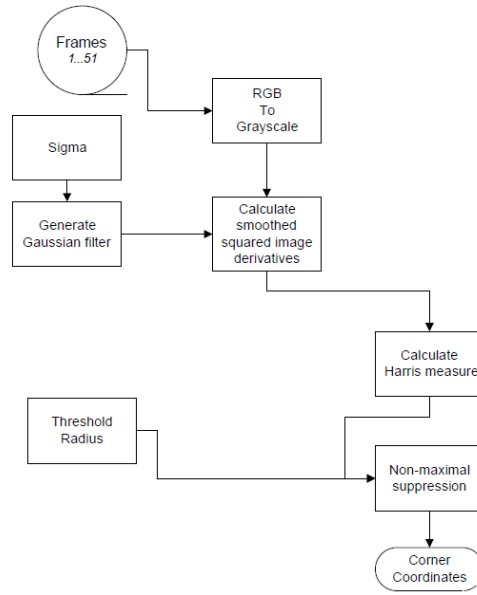 Frames
1...51
RGB
To
Grayscale
Sigma
Generate
Gaussian filter
Calculate
smoothed
squared image
derivatives
Calculate
Harris measure
Threshold
Radius
Non-maximal
suppression
Corner
Coordinates